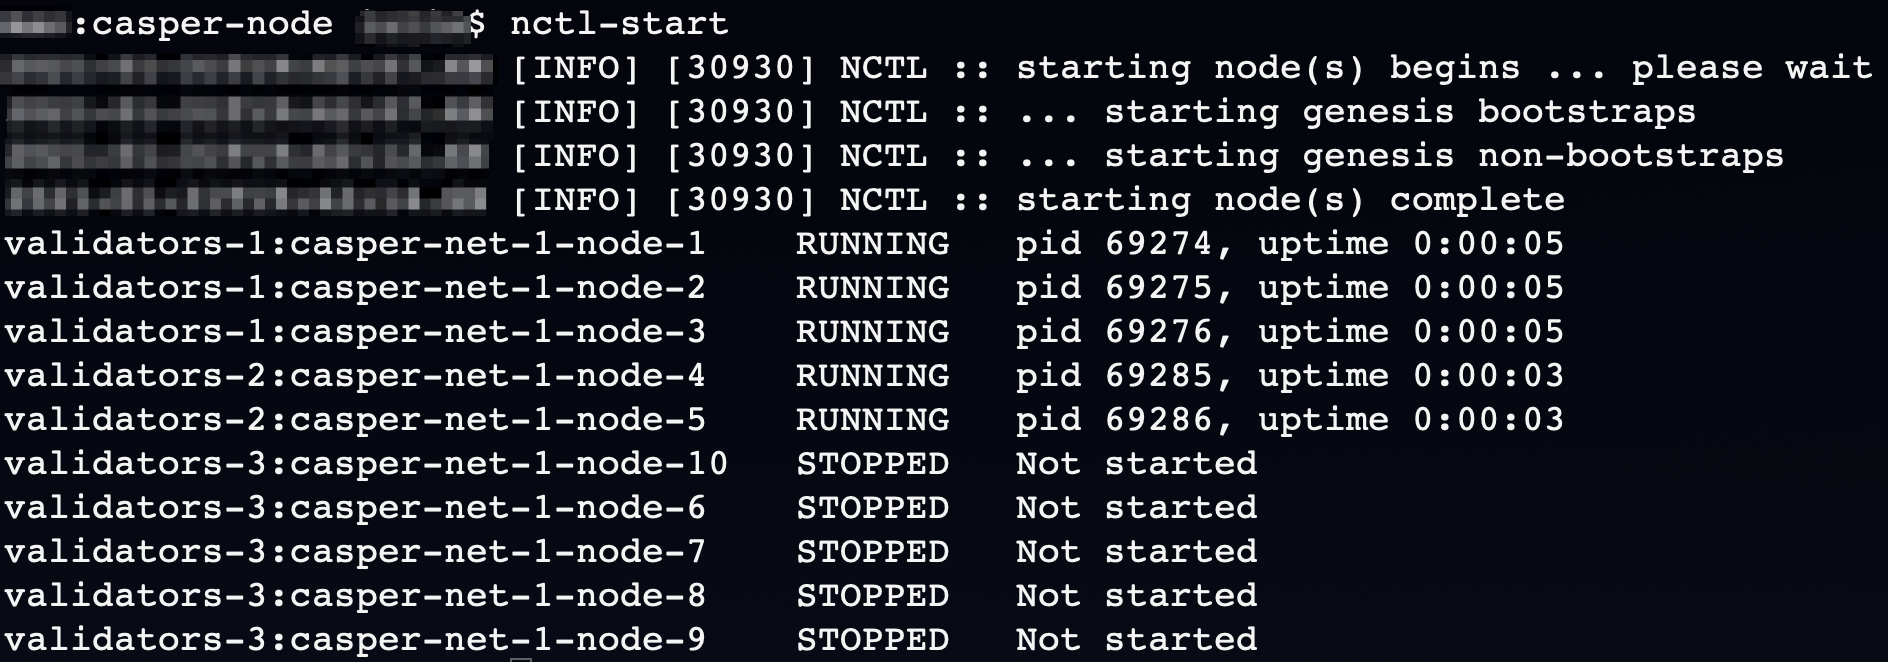 :casper-node $ nctl-start
[INFO] [30930] NCTL :: starting node(s) begins ... please wait
[INFO] [30930] NCTL :: ... starting genesis bootstraps
[INFO] [30930] NCTL :: ... starting genesis non-bootstraps
[INFO] [30930] NCTL :: starting node(s) complete
validators-1:casper-net-1-node-1 RUNNING pid 69274, uptime 0:00:05
validators-1:casper-net-1-node-2 RUNNING pid 69275, uptime 0:00:05
validators-1:casper-net-1-node-3 RUNNING pid 69276, uptime 0:00:05
validators-2:casper-net-1-node-4 RUNNING pid 69285, uptime 0:00:03
validators-2:casper-net-1-node-5 RUNNING pid 69286, uptime 0:00:03
validators-3:casper-net-1-node-10 STOPPED Not started
validators-3:casper-net-1-node-6 STOPPED Not started
validators-3:casper-net-1-node-7 STOPPED Not started
validators-3:casper-net-1-node-8 STOPPED Not started
validators-3:casper-net-1-node-9 STOPPED Not started